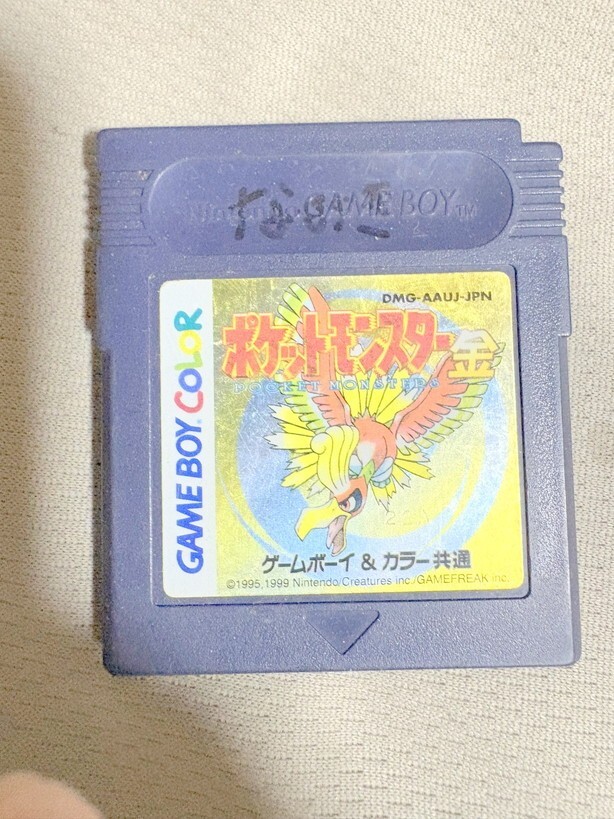 Nintendo GAME BOY TM
DMG-AAUJ-JPN
ポケットモンスター金
POCKET MONSTERS
GAME BOY COLOR
ゲームボーイ & カラー共通
©1995,1999 Nintendo/Creatures inc./GAMEFREAK inc.